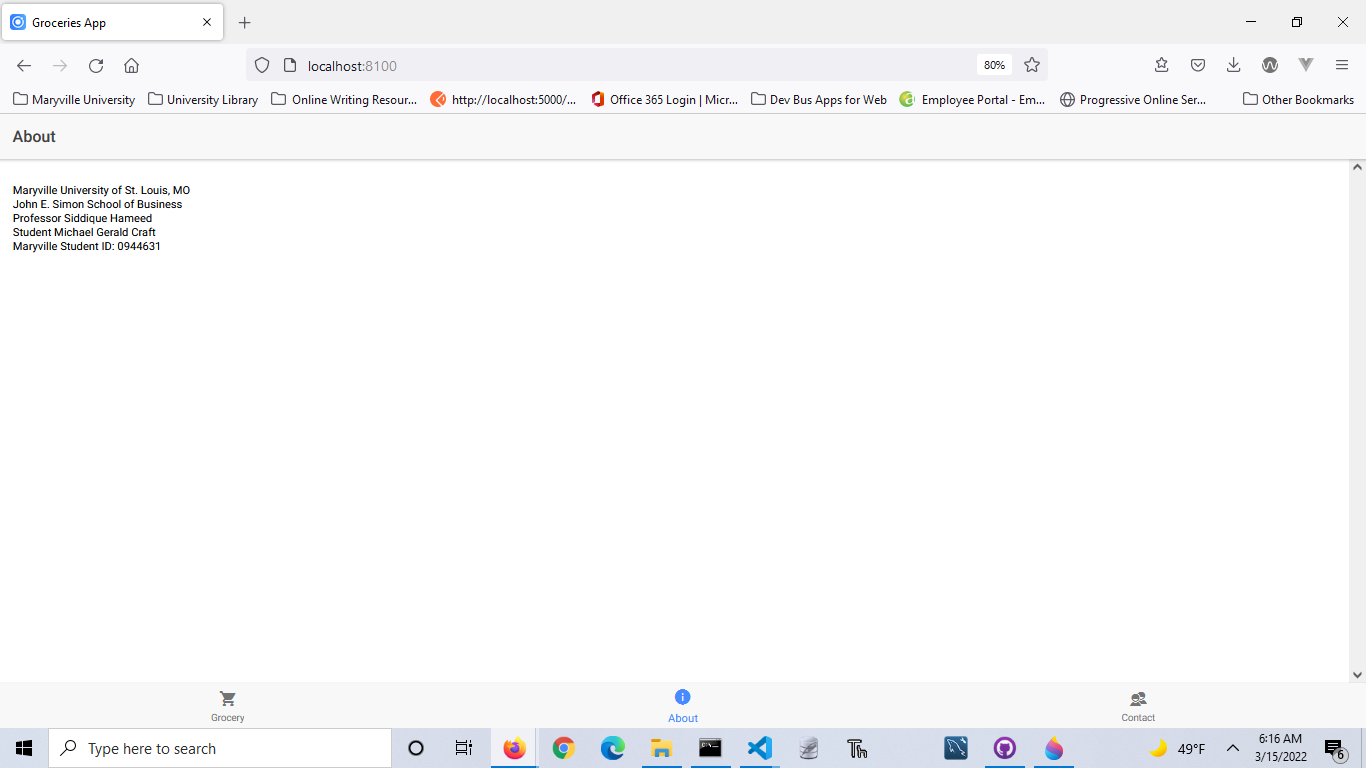 Groceries App
localhost:8100
80%
Maryville University
University Library
Online Writing Resour...
http://localhost:5000/...
Office 365 Login | Micr...
Dev Bus Apps for Web
Employee Portal - Em...
Progressive Online Ser...
Other Bookmarks
About
Maryville University of St. Louis, MO
John E. Simon School of Business
Professor Siddique Hameed
Student Michael Gerald Craft
Maryville Student ID: 0944631
Grocery
About
Contact
Type here to search
49°F
6:16 AM
3/15/2022
6